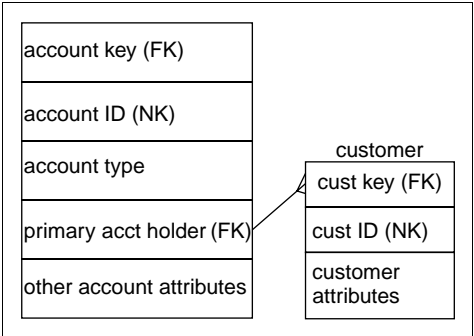 account key (FK)
account ID (NK)
account type
primary acct holder (FK)
other account attributes
customer
cust key (FK)
cust ID (NK)
customer
attributes